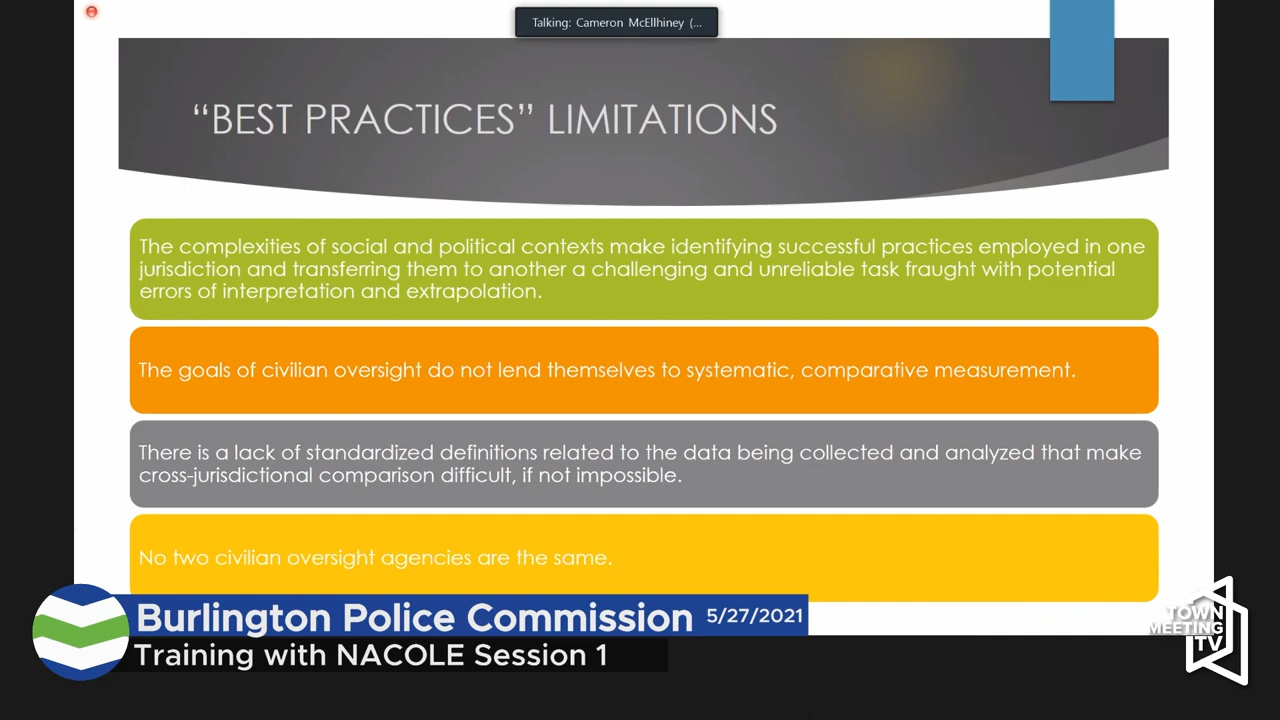 Talking: Cameron McEllhiney (...
“BEST PRACTICES” LIMITATIONS
The complexities of social and political contexts make identifying successful practices employed in one
jurisdiction and transferring them to another a challenging and unreliable task fraught with potential
errors of interpretation and extrapolation.
The goals of civilian oversight do not lend themselves to systematic, comparative measurement.
There is a lack of standardized definitions related to the data being collected and analyzed that make
cross-jurisdictional comparison difficult, if not impossible.
No two civilian oversight agencies are the same.
Burlington Police Commission 5/27/2021
Training with NACOLE Session 1
TOWN
MEETING
TV